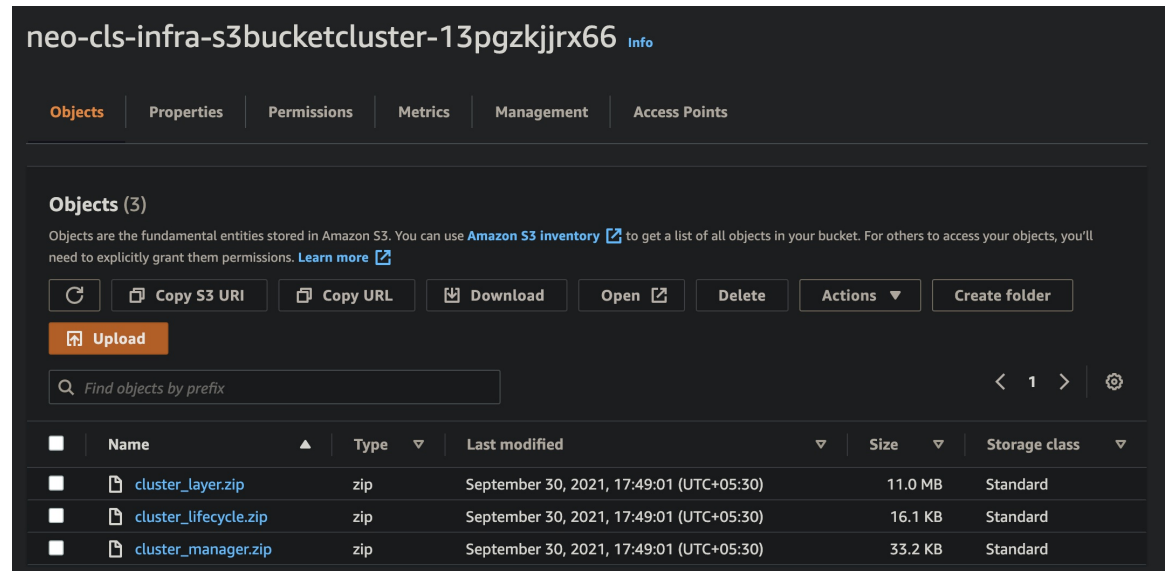 neo-cls-infra-s3bucketcluster-13pgzkjjrx66 Info
Objects Properties Permissions Metrics Management Access Points
Objects (3)
Objects are the fundamental entities stored in Amazon S3. You can use Amazon S3 inventory to get a list of all objects in your bucket. For others to access your objects, you'll
need to explicitly grant them permissions. Learn more
Copy S3 URI Copy URL Download Open Delete Actions Create folder
Upload
Find objects by prefix
1
Name Type Last modified Size Storage class
cluster_layer.zip zip September 30, 2021, 17:49:01 (UTC+05:30) 11.0 MB Standard
cluster_lifecycle.zip zip September 30, 2021, 17:49:01 (UTC+05:30) 16.1 KB Standard
cluster_manager.zip zip September 30, 2021, 17:49:01 (UTC+05:30) 33.2 KB Standard